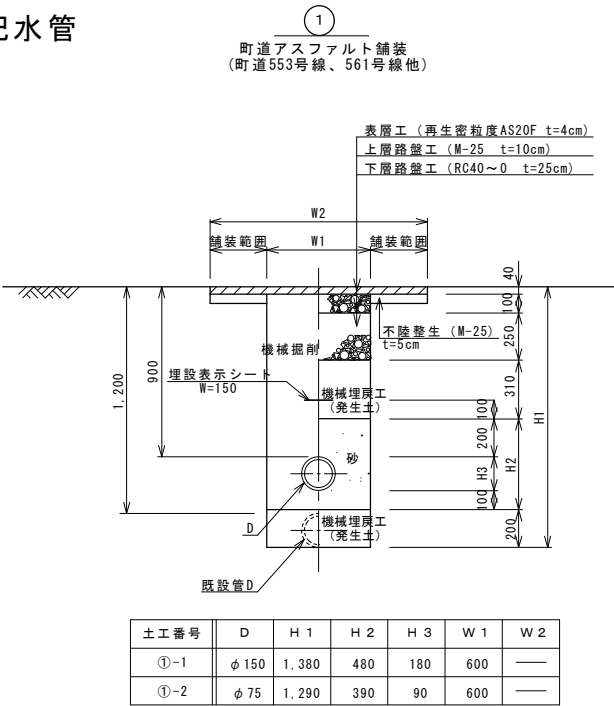 配水管
1
町道アスファルト舗装
(町道553号線、561号線他)
表層工 (再生密粒度AS20F t=4cm)
上層路盤工 (M-25 t=10cm)
下層路盤工 (RC40～0 t=25cm)
W2
舗装範囲
W1
舗装範囲
40
100
250
310
100
200
H3
100
200
H2
H1
900
1,200
機械掘削
不陸整生 (M-25)
t=5cm
埋設表示シート
W=150
機械埋戻工
(発生土)
砂
D
機械埋戻工
(発生土)
既設管D
土工番号 D H 1 H 2 H 3 W 1 W 2
①-1 φ150 1,380 480 180 600 ―
①-2 φ75 1,290 390 90 600 ―